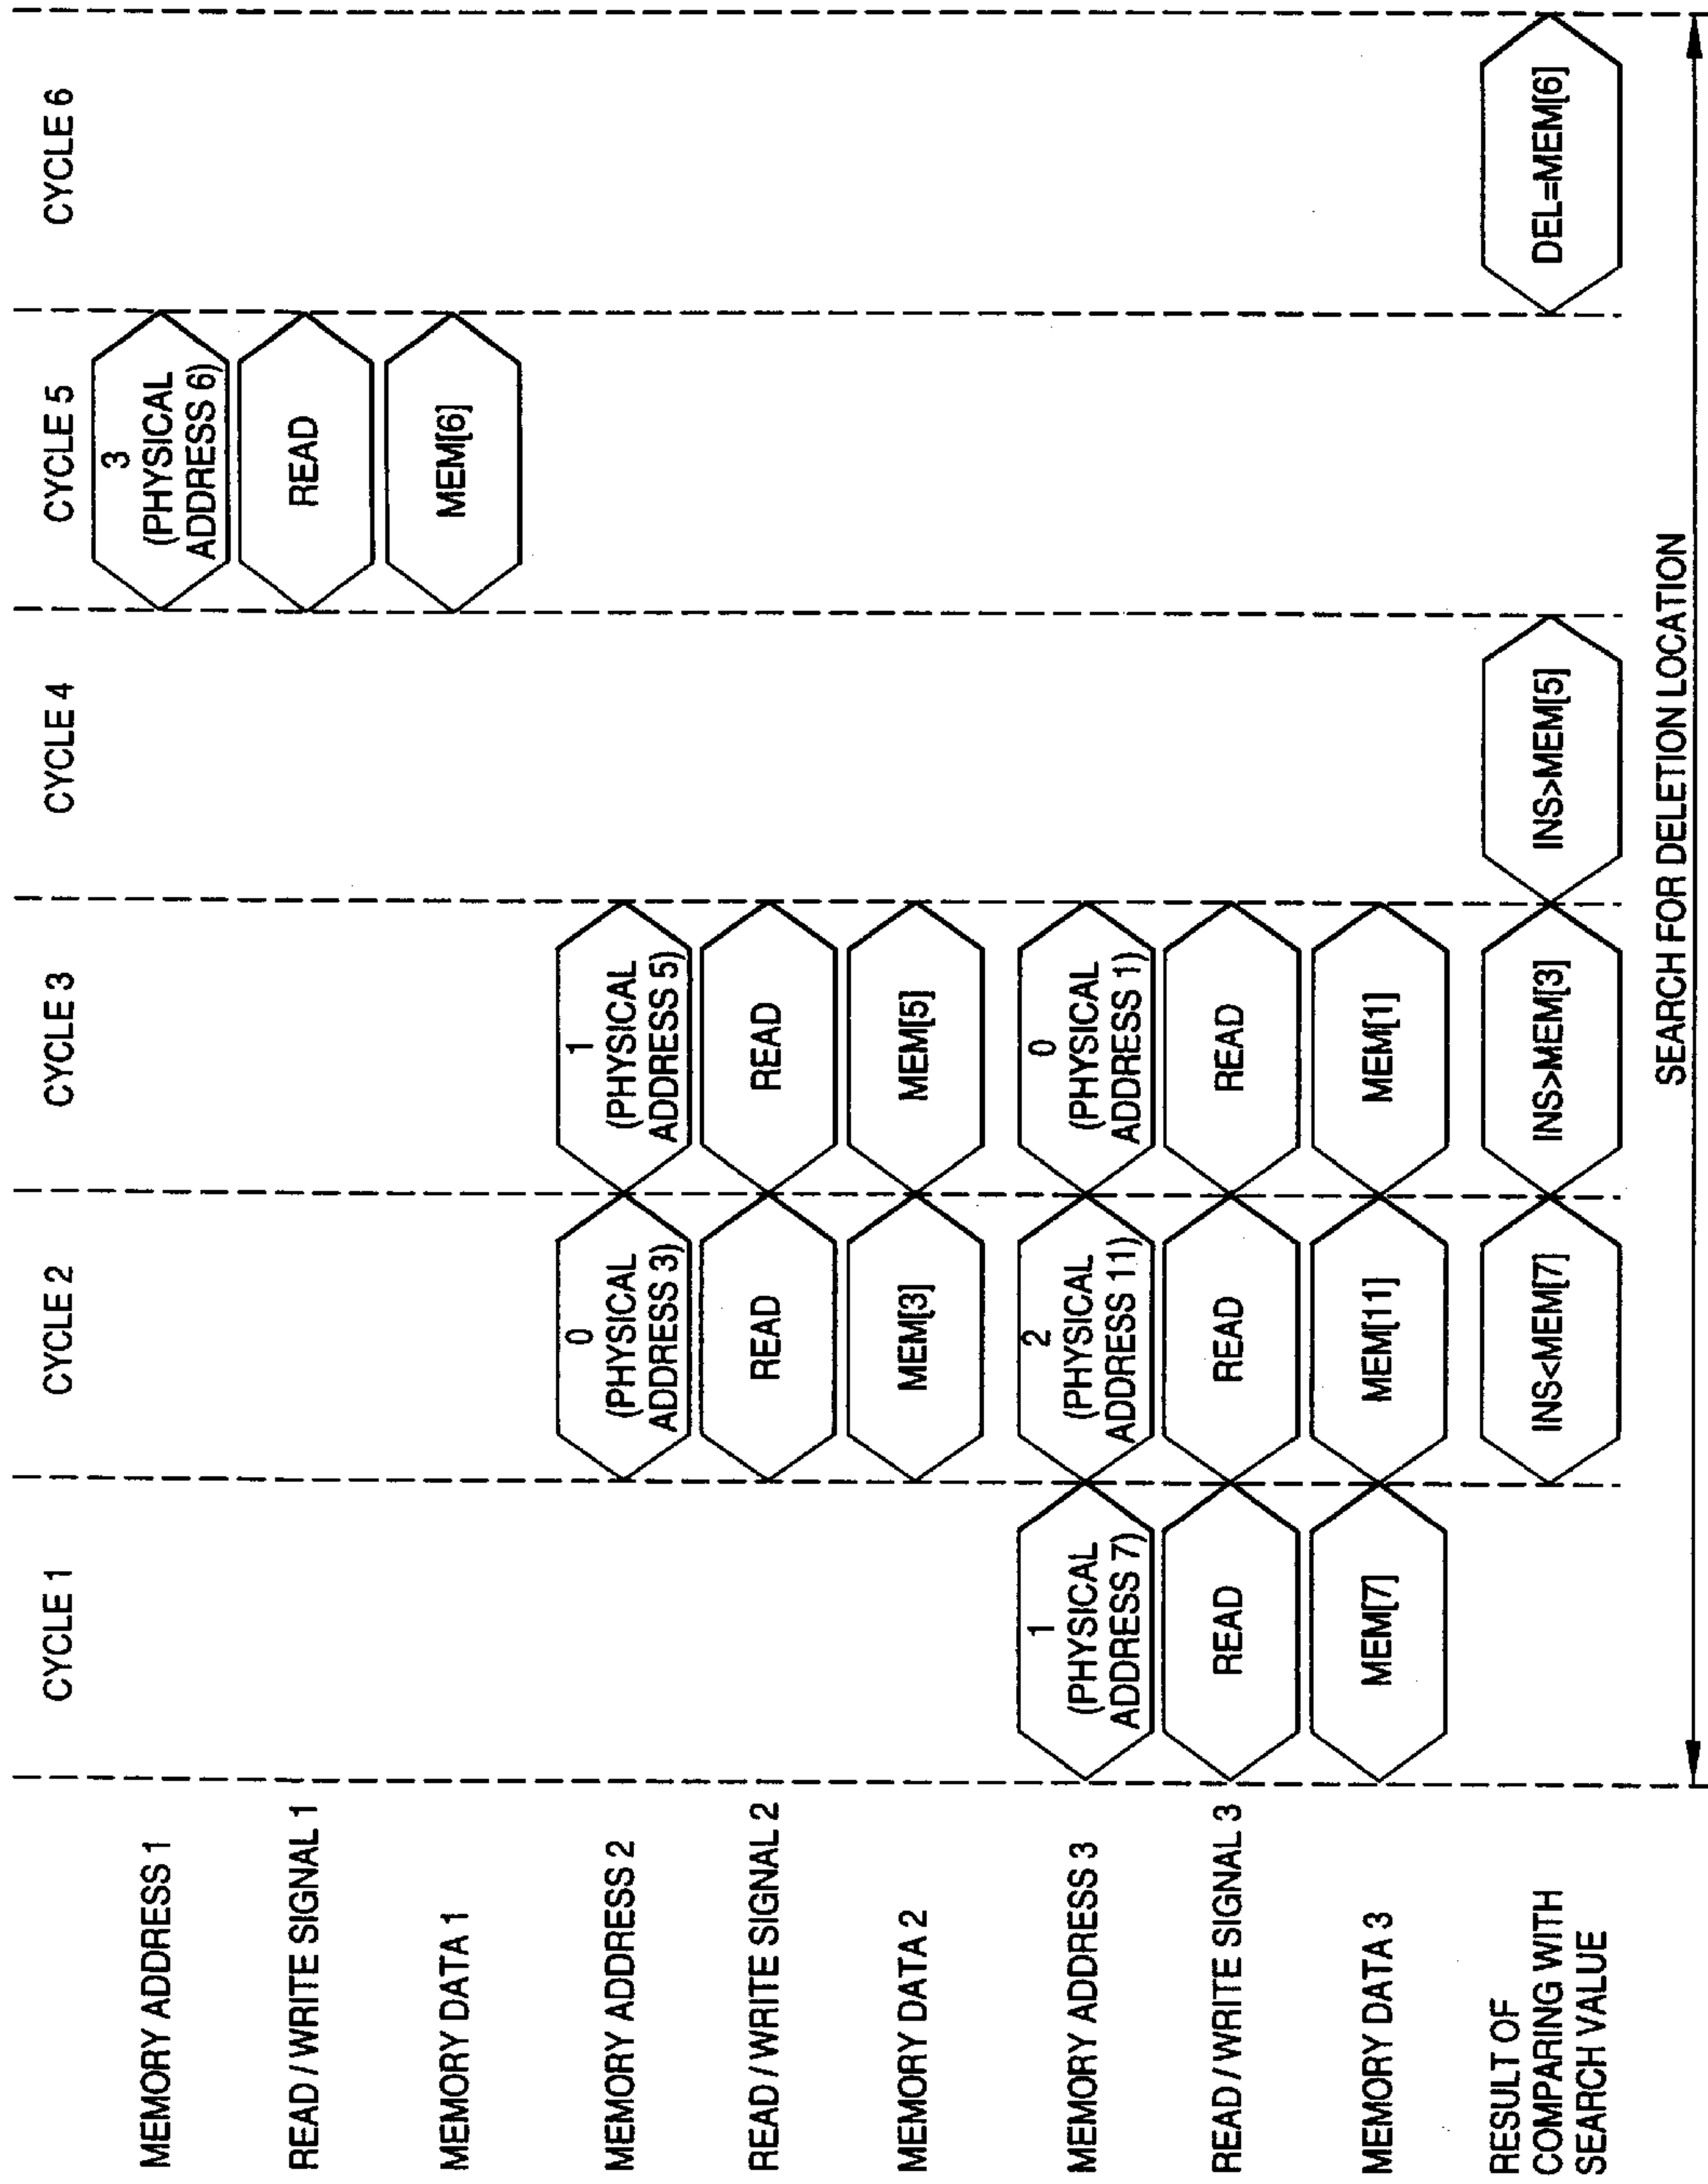 CYCLE 1
CYCLE 2
CYCLE 3
CYCLE 4
CYCLE 5
CYCLE 6
MEMORY ADDRESS 1
3
(PHYSICAL
ADDRESS 6)
READ / WRITE SIGNAL 1
READ
MEMORY DATA 1
MEM[6]
MEMORY ADDRESS 2
0
(PHYSICAL
ADDRESS 3)
1
(PHYSICAL
ADDRESS 5)
READ / WRITE SIGNAL 2
READ
READ
MEMORY DATA 2
MEM[3]
MEM[5]
MEMORY ADDRESS 3
1
(PHYSICAL
ADDRESS 7)
2
(PHYSICAL
ADDRESS 11)
0
(PHYSICAL
ADDRESS 1)
READ / WRITE SIGNAL 3
READ
READ
READ
MEMORY DATA 3
MEM[7]
MEM[11]
MEM[1]
RESULT OF
COMPARING WITH
SEARCH VALUE
INS<MEM[7]
INS>MEM[3]
INS>MEM[5]
DEL=MEM[6]
SEARCH FOR DELETION LOCATION